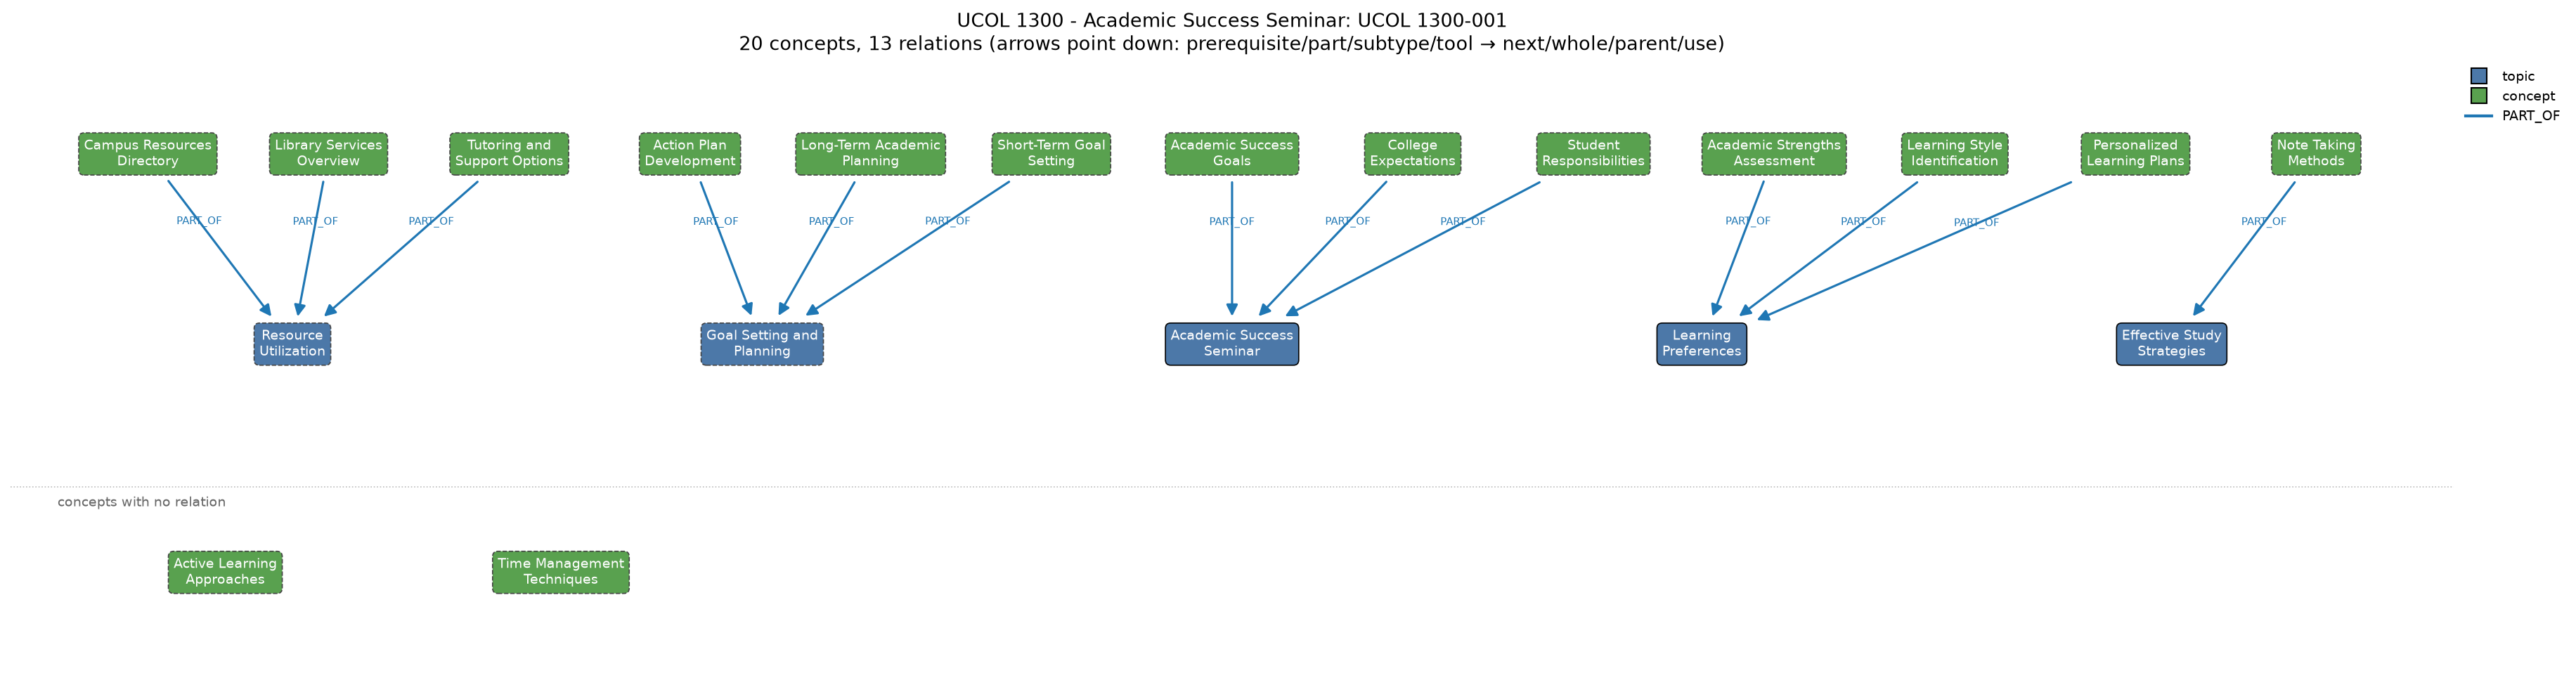 UCOL 1300 - Academic Success Seminar: UCOL 1300-001
20 concepts, 13 relations (arrows point down: prerequisite/part/subtype/tool → next/whole/parent/use)
topic
concept
PART_OF
Campus Resources
Directory
Library Services
Overview
Tutoring and
Support Options
Action Plan
Development
Long-Term Academic
Planning
Short-Term Goal
Setting
Academic Success
Goals
College
Expectations
Student
Responsibilities
Academic Strengths
Assessment
Learning Style
Identification
Personalized
Learning Plans
Note Taking
Methods
PART_OF
PART_OF
PART_OF
PART_OF
PART_OF
PART_OF
PART_OF
PART_OF
PART_OF
PART_OF
PART_OF
PART_OF
PART_OF
Resource
Utilization
Goal Setting and
Planning
Academic Success
Seminar
Learning
Preferences
Effective Study
Strategies
concepts with no relation
Active Learning
Approaches
Time Management
Techniques